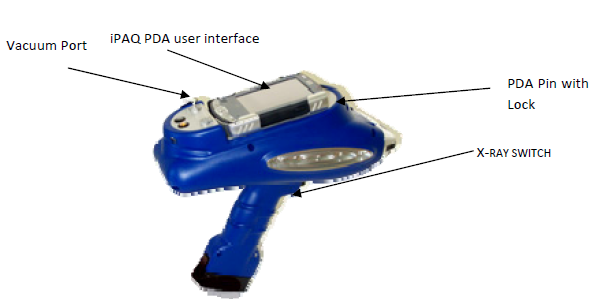 Vacuum Port
iPAQ PDA user interface
PDA Pin with
Lock
X-RAY SWITCH